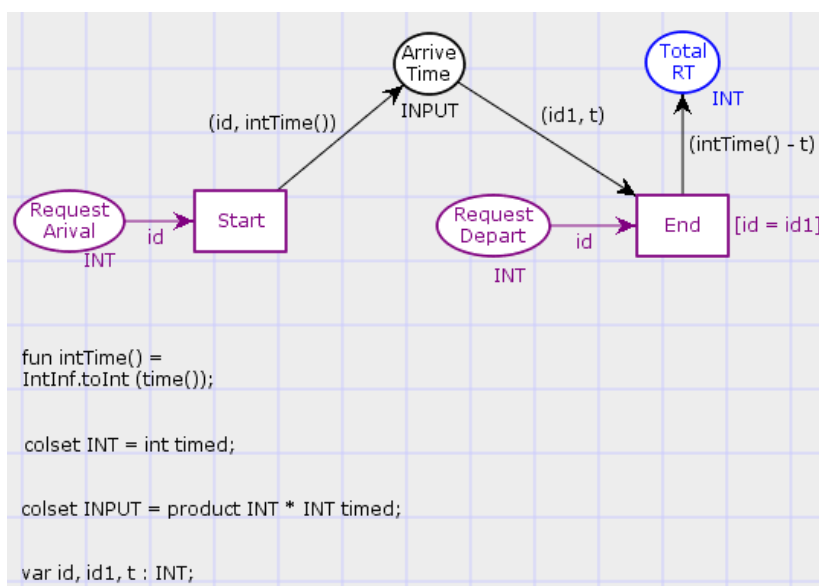 Arrive
Time
INPUT
Total
RT
INT
(id, intTime())
(id1, t)
(intTime() - t)
Request
Arival
INT
id
Start
Request
Depart
INT
id
End
[id = id1]
fun intTime() =
IntInf.toInt (time());
colset INT = int timed;
colset INPUT = product INT * INT timed;
var id, id1, t : INT;